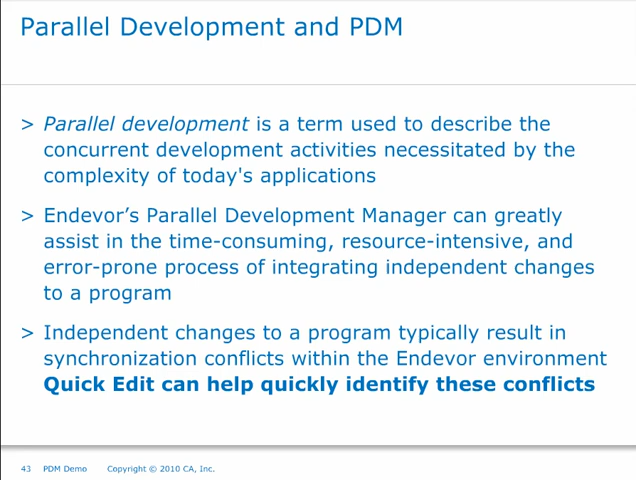 Parallel Development and PDM
> Parallel development is a term used to describe the
concurrent development activities necessitated by the
complexity of today's applications
> Endevor’s Parallel Development Manager can greatly
assist in the time-consuming, resource-intensive, and
error-prone process of integrating independent changes
to a program
> Independent changes to a program typically result in
synchronization conflicts within the Endevor environment
Quick Edit can help quickly identify these conflicts
43 PDM Demo Copyright © 2010 CA, Inc.